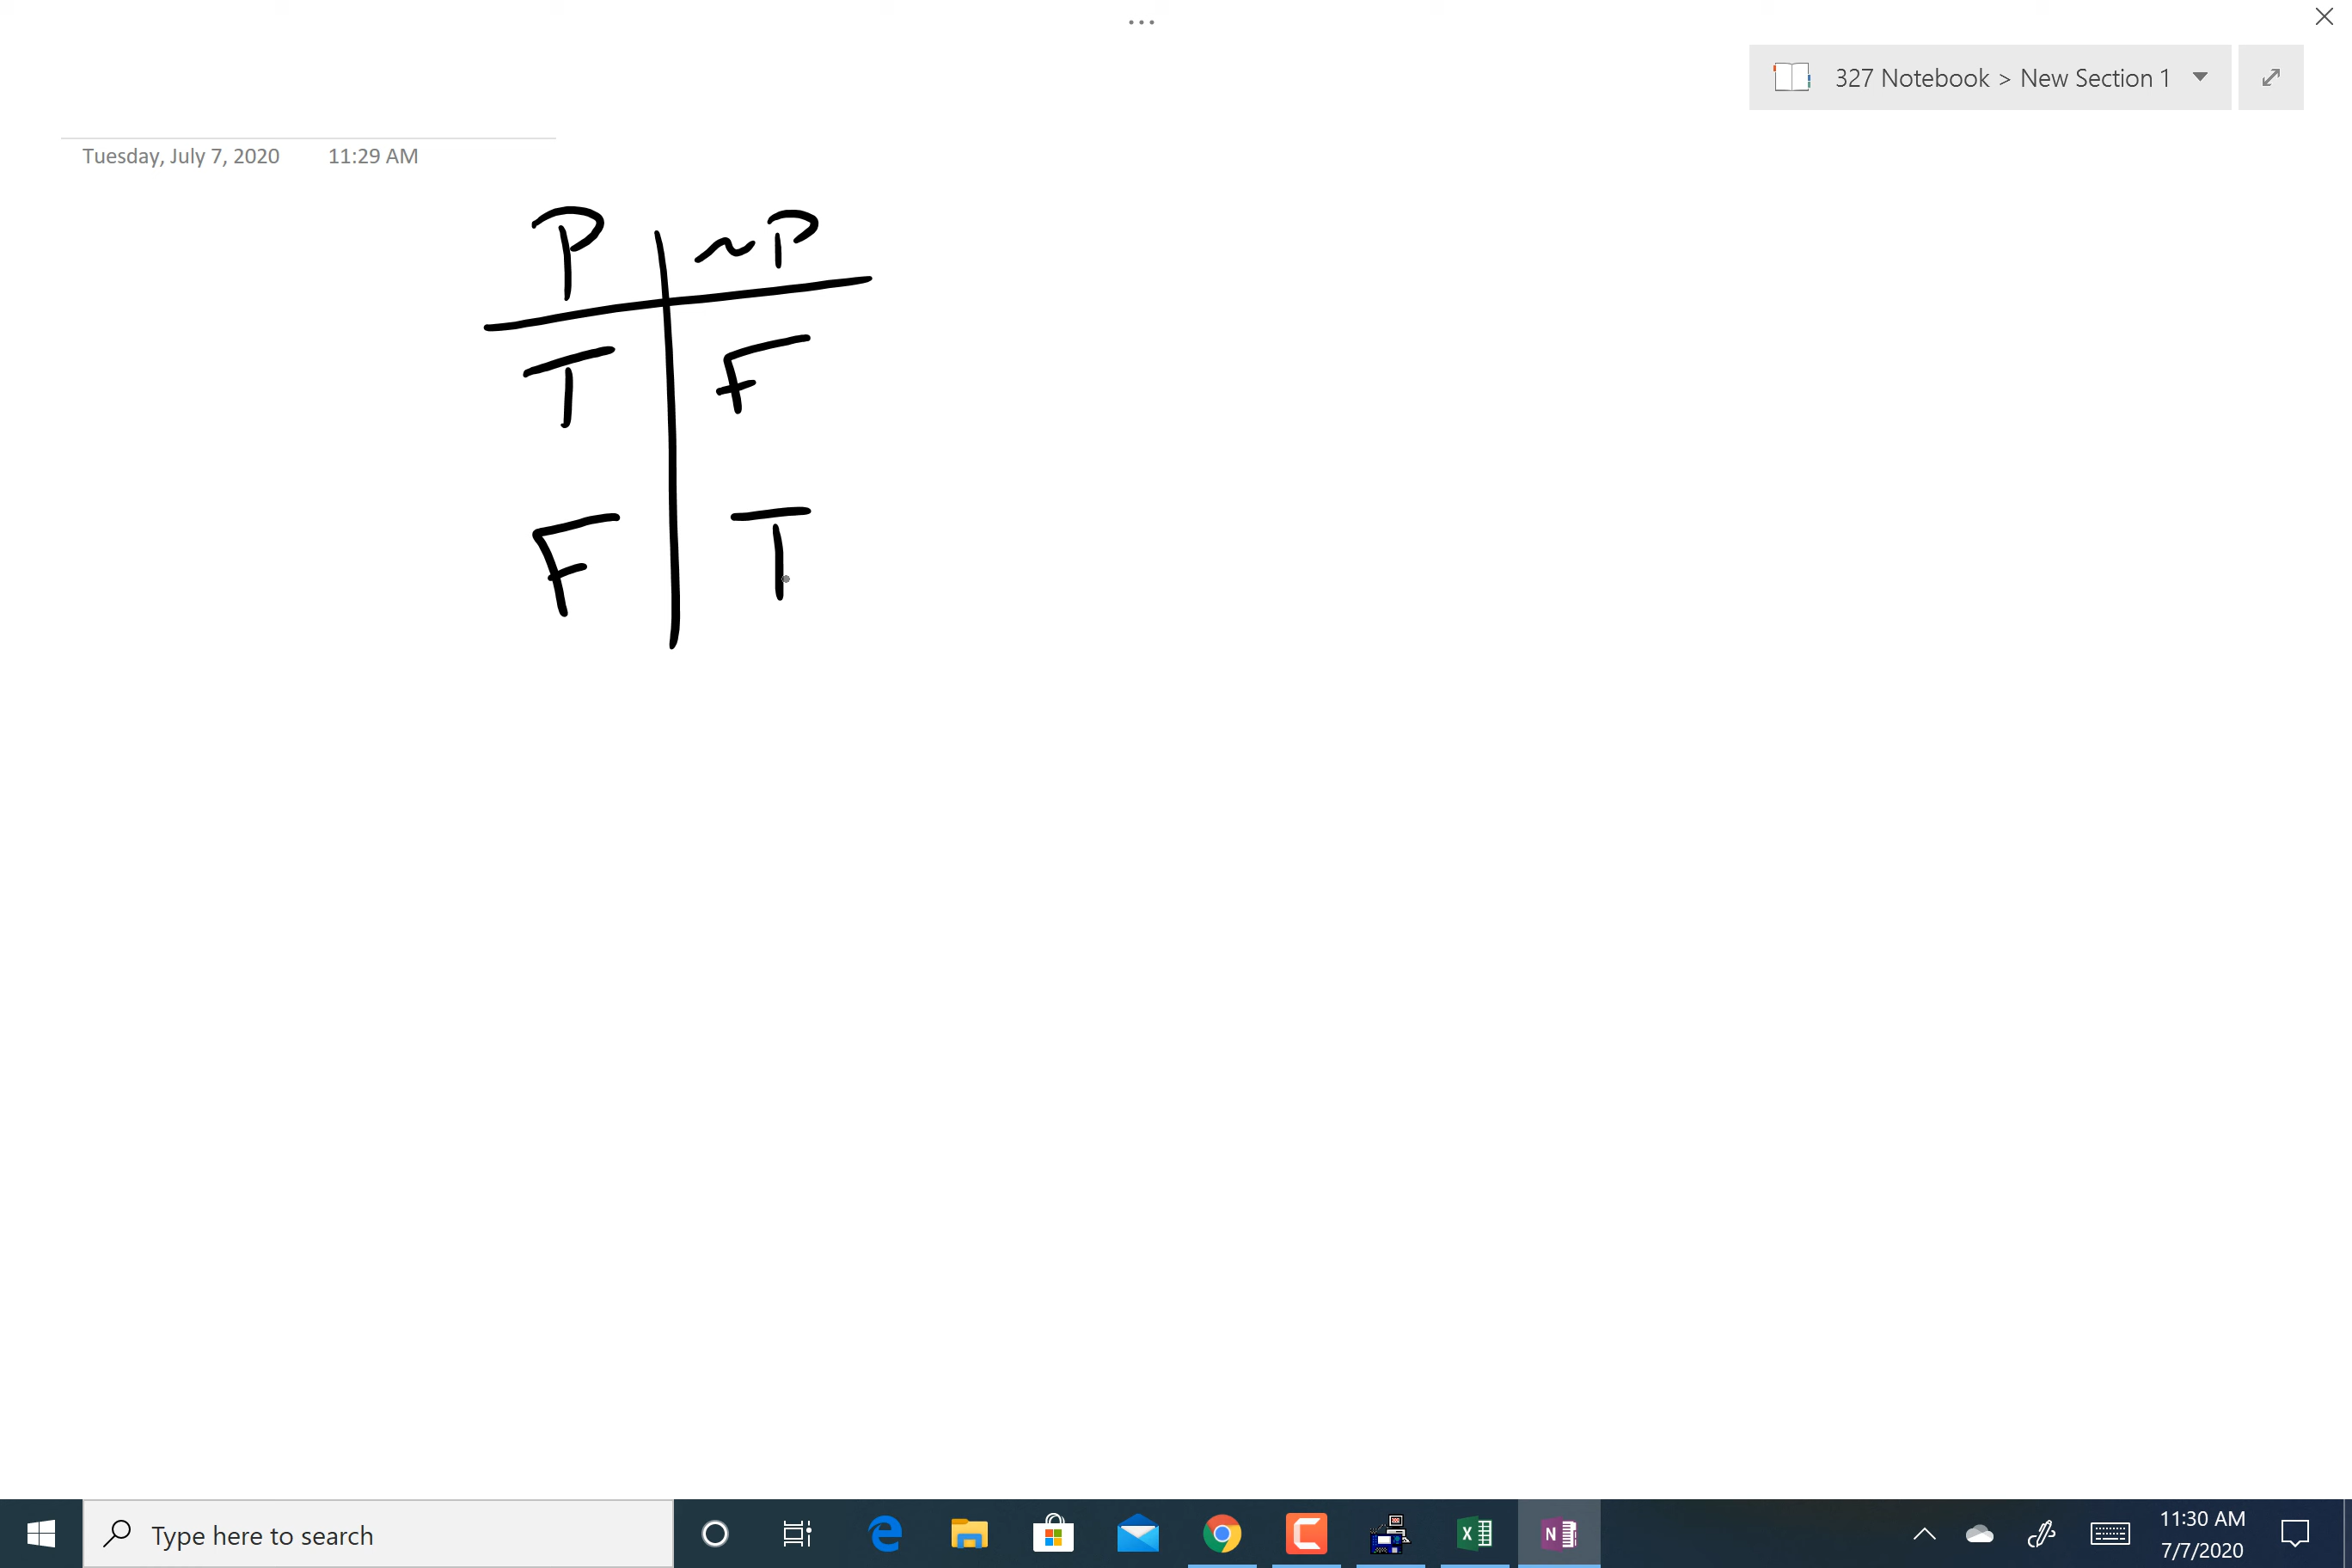 ...
327 Notebook > New Section 1
Tuesday, July 7, 2020 11:29 AM
P ~P
T F
F T
Type here to search
11:30 AM
7/7/2020